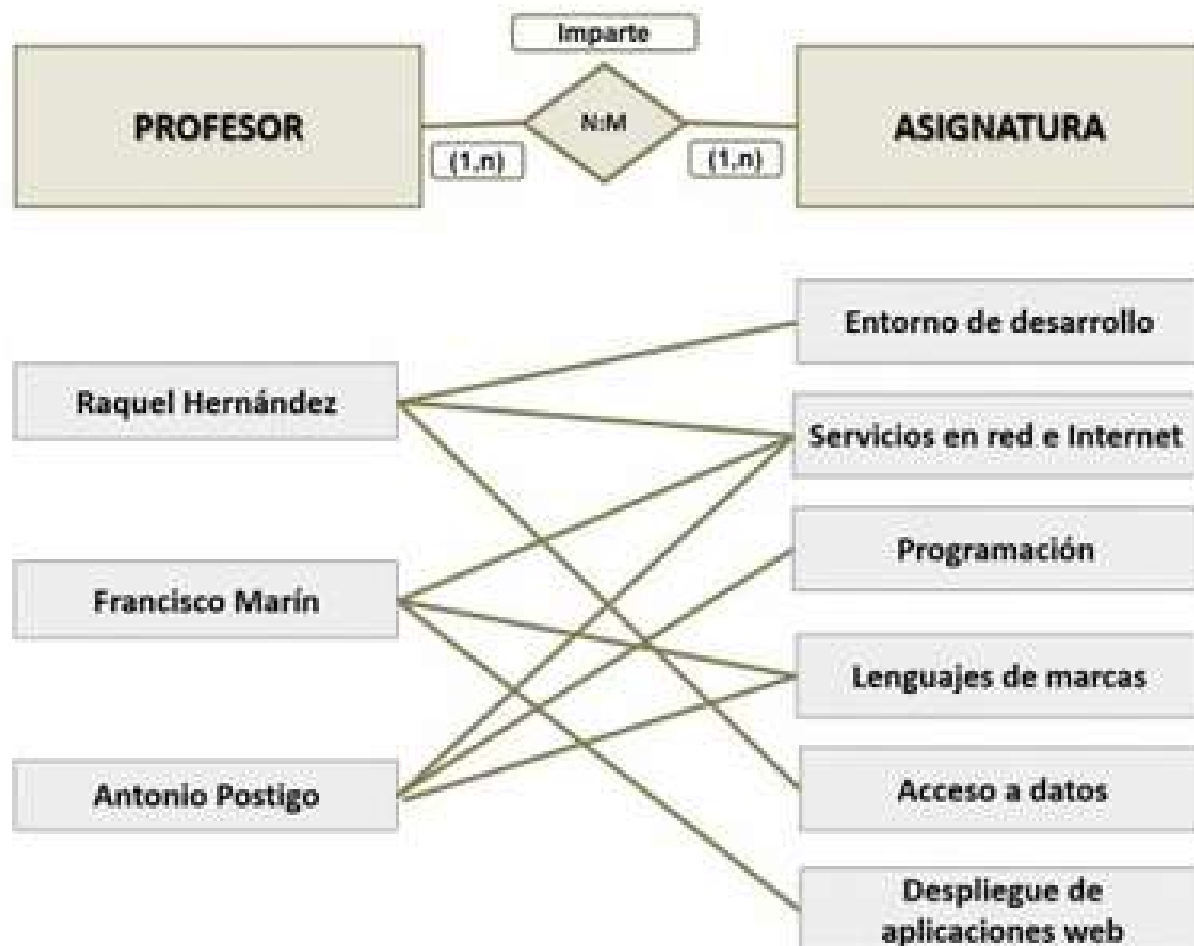 Imparte
PROFESOR
N:M
ASIGNATURA
(1,n)
(1,n)
Entorno de desarrollo
Raquel Hernández
Servicios en red e Internet
Programación
Francisco Marín
Lenguajes de marcas
Antonio Postigo
Acceso a datos
Despliegue de
aplicaciones web